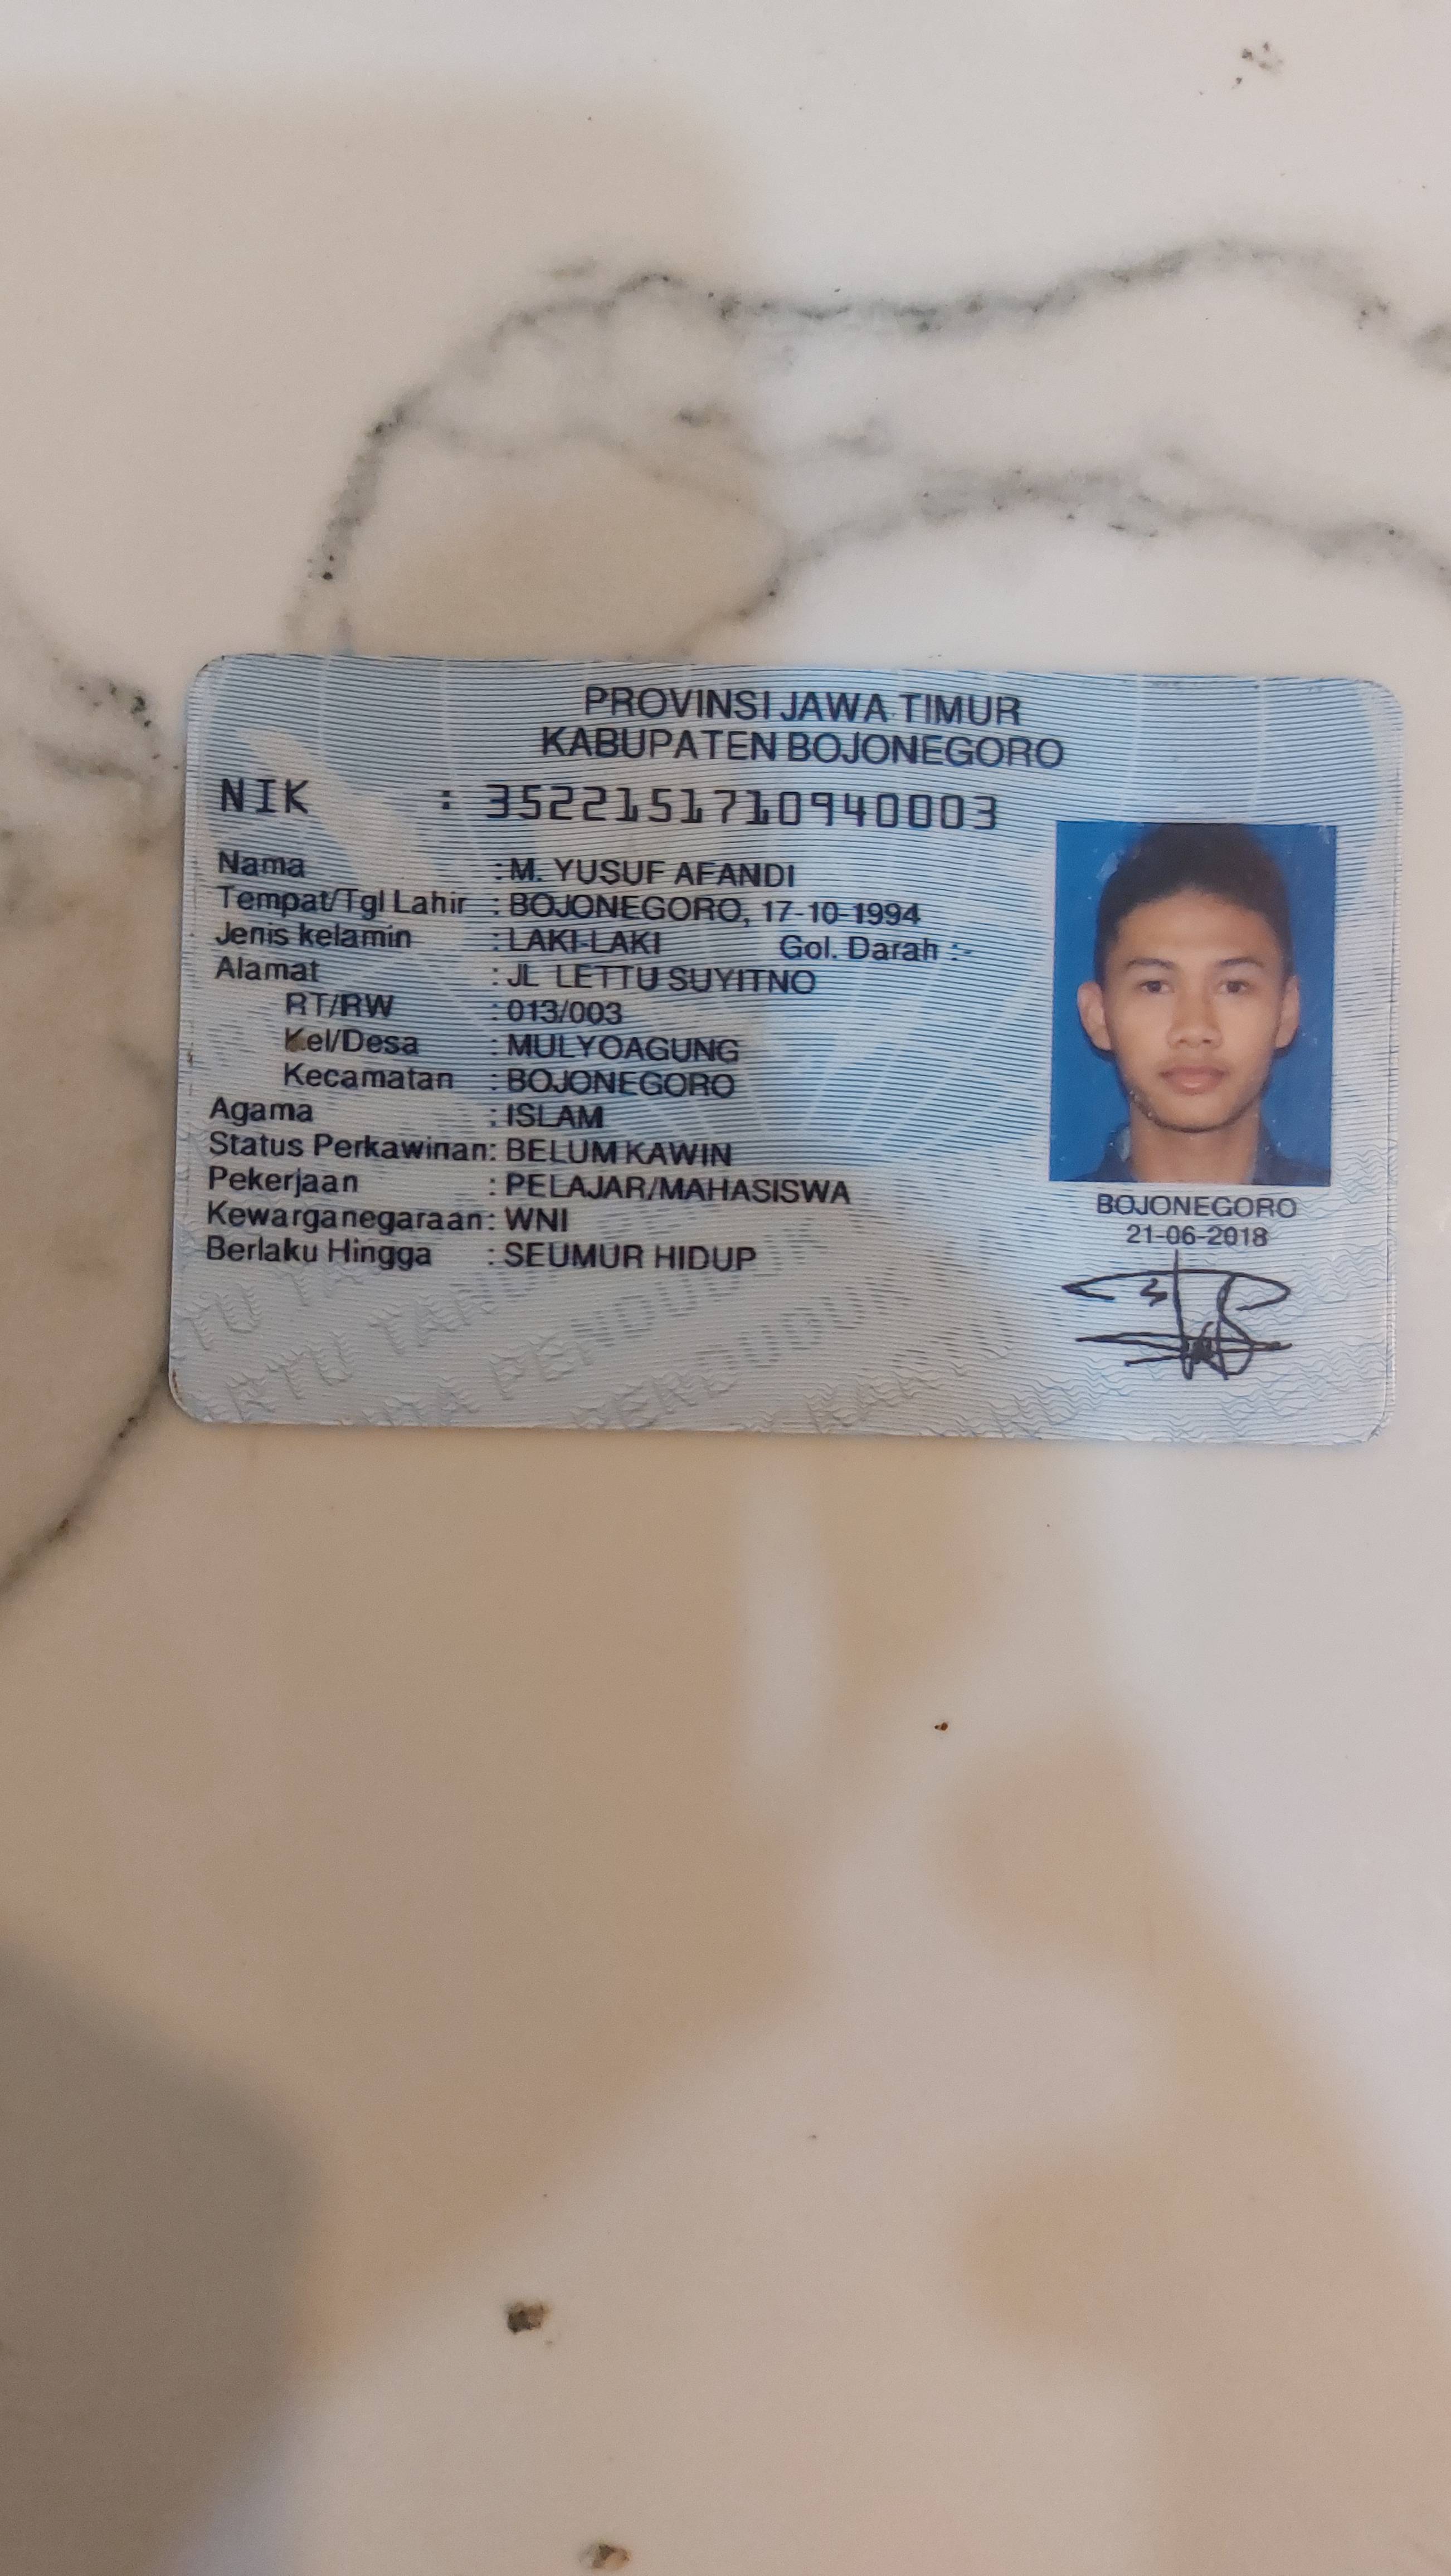 PROVINSI JAWA TIMUR
KABUPATEN BOJONEGORO
NIK : 3522151710940003
Nama : M. YUSUF AFANDI
Tempat/Tgl Lahir : BOJONEGORO, 17-10-1994
Jenis kelamin : LAKI-LAKI Gol. Darah :-
Alamat : JL LETTU SUYITNO
RT/RW : 013/003
Kel/Desa : MULYOAGUNG
Kecamatan : BOJONEGORO
Agama : ISLAM
Status Perkawinan: BELUM KAWIN
Pekerjaan : PELAJAR/MAHASISWA
Kewarganegaraan: WNI
Berlaku Hingga : SEUMUR HIDUP
BOJONEGORO
21-06-2018